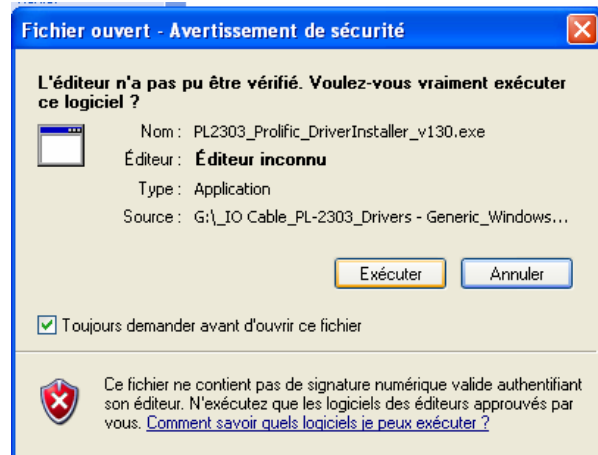 Fichier ouvert - Avertissement de sécurité
L'éditeur n'a pas pu être vérifié. Voulez-vous vraiment exécuter
ce logiciel ?
Nom : PL2303_Prolific_DriverInstaller_v130.exe
Éditeur : Éditeur inconnu
Type : Application
Source : G:\_IO Cable_PL-2303_Drivers - Generic_Windows...
Exécuter Annuler
Toujours demander avant d'ouvrir ce fichier
Ce fichier ne contient pas de signature numérique valide authentifiant
son éditeur. N'exécutez que les logiciels des éditeurs approuvés par
vous. Comment savoir quels logiciels je peux exécuter ?